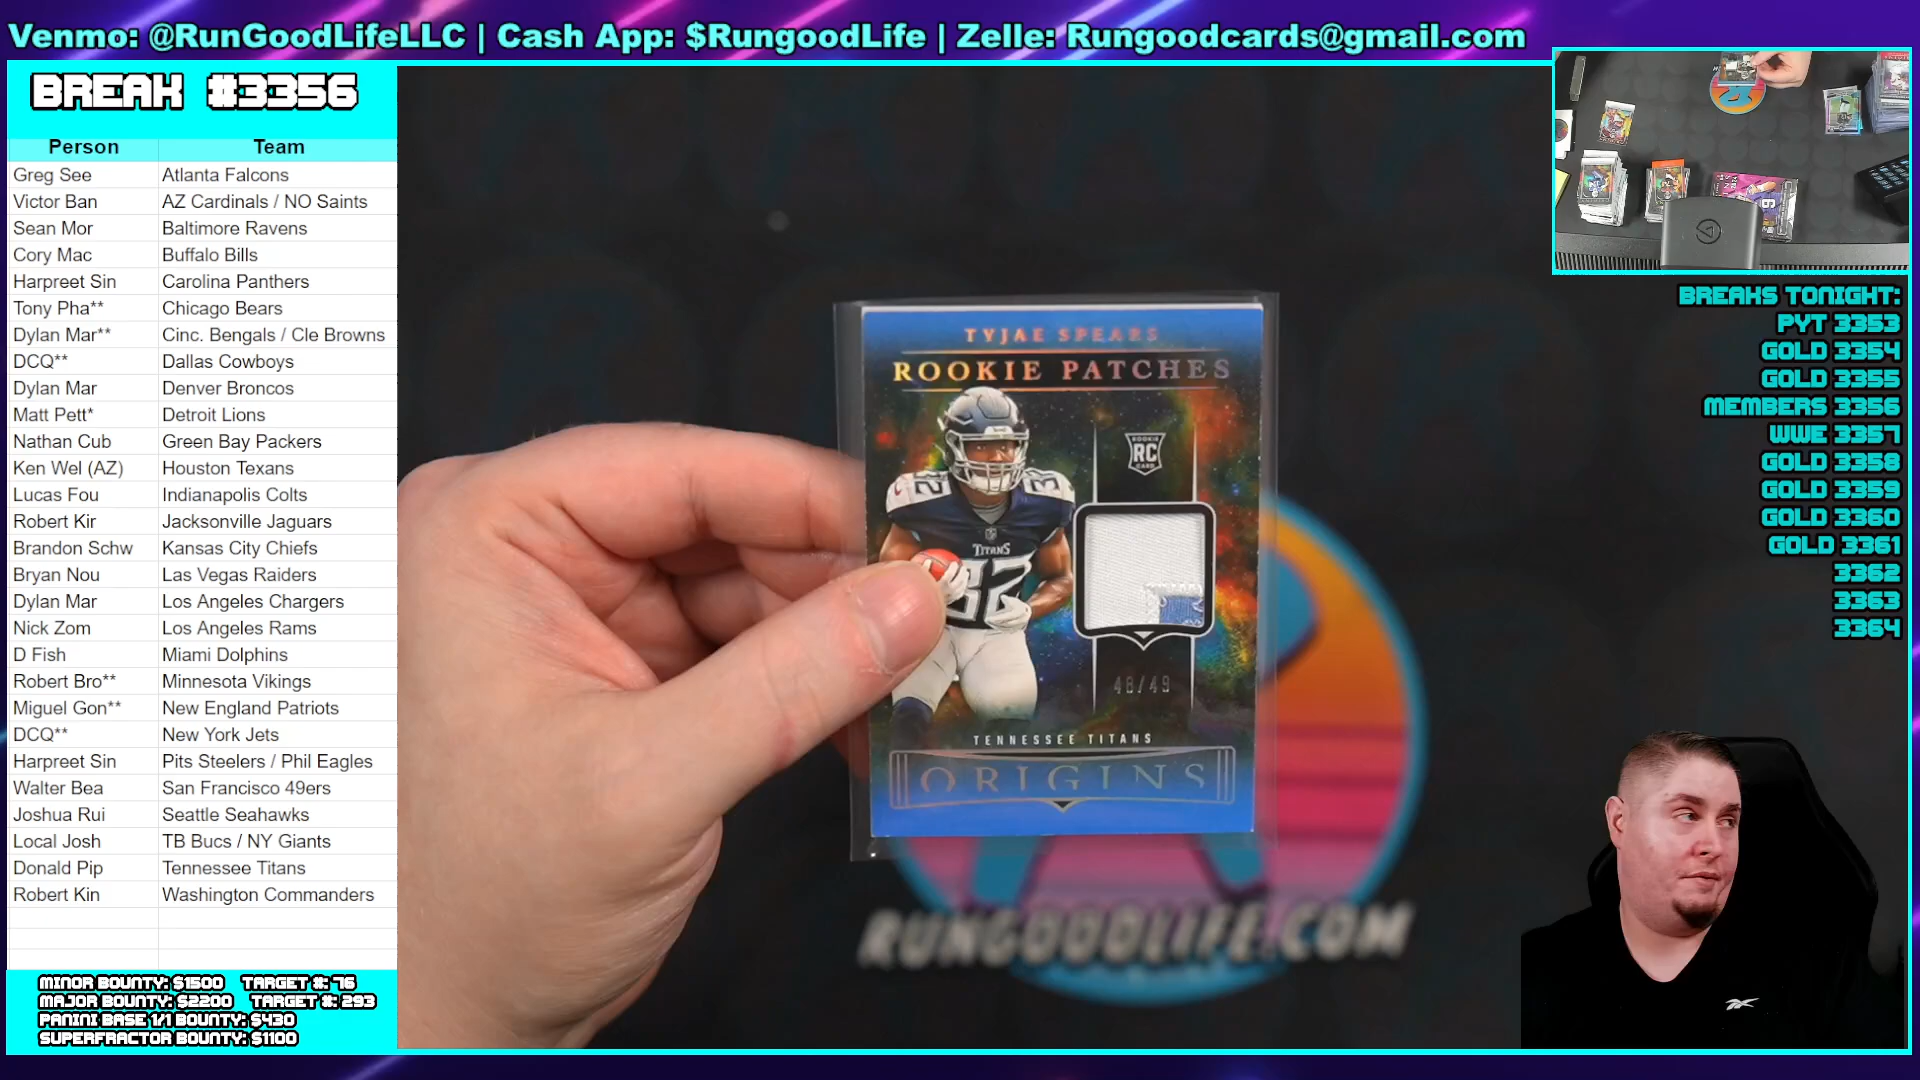 Venmo: @RunGoodLifeLLC | Cash App: $RungoodLife | Zelle: Rungoodcards@gmail.com
BREAK #3356
Person Team
Greg See Atlanta Falcons
Victor Ban AZ Cardinals / NO Saints
Sean Mor Baltimore Ravens
Cory Mac Buffalo Bills
Harpreet Sin Carolina Panthers
Tony Pha** Chicago Bears
Dylan Mar** Cinc. Bengals / Cle Browns
DCQ** Dallas Cowboys
Dylan Mar Denver Broncos
Matt Pett* Detroit Lions
Nathan Cub Green Bay Packers
Ken Wel (AZ) Houston Texans
Lucas Fou Indianapolis Colts
Robert Kir Jacksonville Jaguars
Brandon Schw Kansas City Chiefs
Bryan Nou Las Vegas Raiders
Dylan Mar Los Angeles Chargers
Nick Zom Los Angeles Rams
D Fish Miami Dolphins
Robert Bro** Minnesota Vikings
Miguel Gon** New England Patriots
DCQ** New York Jets
Harpreet Sin Pits Steelers / Phil Eagles
Walter Bea San Francisco 49ers
Joshua Rui Seattle Seahawks
Local Josh TB Bucs / NY Giants
Donald Pip Tennessee Titans
Robert Kin Washington Commanders
MINOR BOUNTY: $1500 TARGET #: 76
MAJOR BOUNTY: $2200 TARGET #: 293
PANINI BASE 1/1 BOUNTY: $430
SUPERFRACTOR BOUNTY: $1100
TYJAE SPEARS
ROOKIE PATCHES
ROOKIE
RC
CARD
32
32
TITANS
32
48/49
TENNESSEE TITANS
ORIGINS
RUNGOODLIFE.COM
BREAKS TONIGHT:
PYT 3353
GOLD 3354
GOLD 3355
MEMBERS 3356
WWE 3357
GOLD 3358
GOLD 3359
GOLD 3360
GOLD 3361
3362
3363
3364